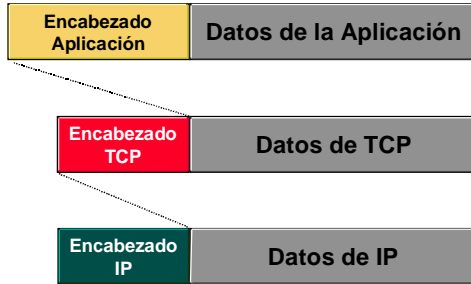 Encabezado
Aplicación
Datos de la Aplicación
Encabezado
TCP
Datos de TCP
Encabezado
IP
Datos de IP